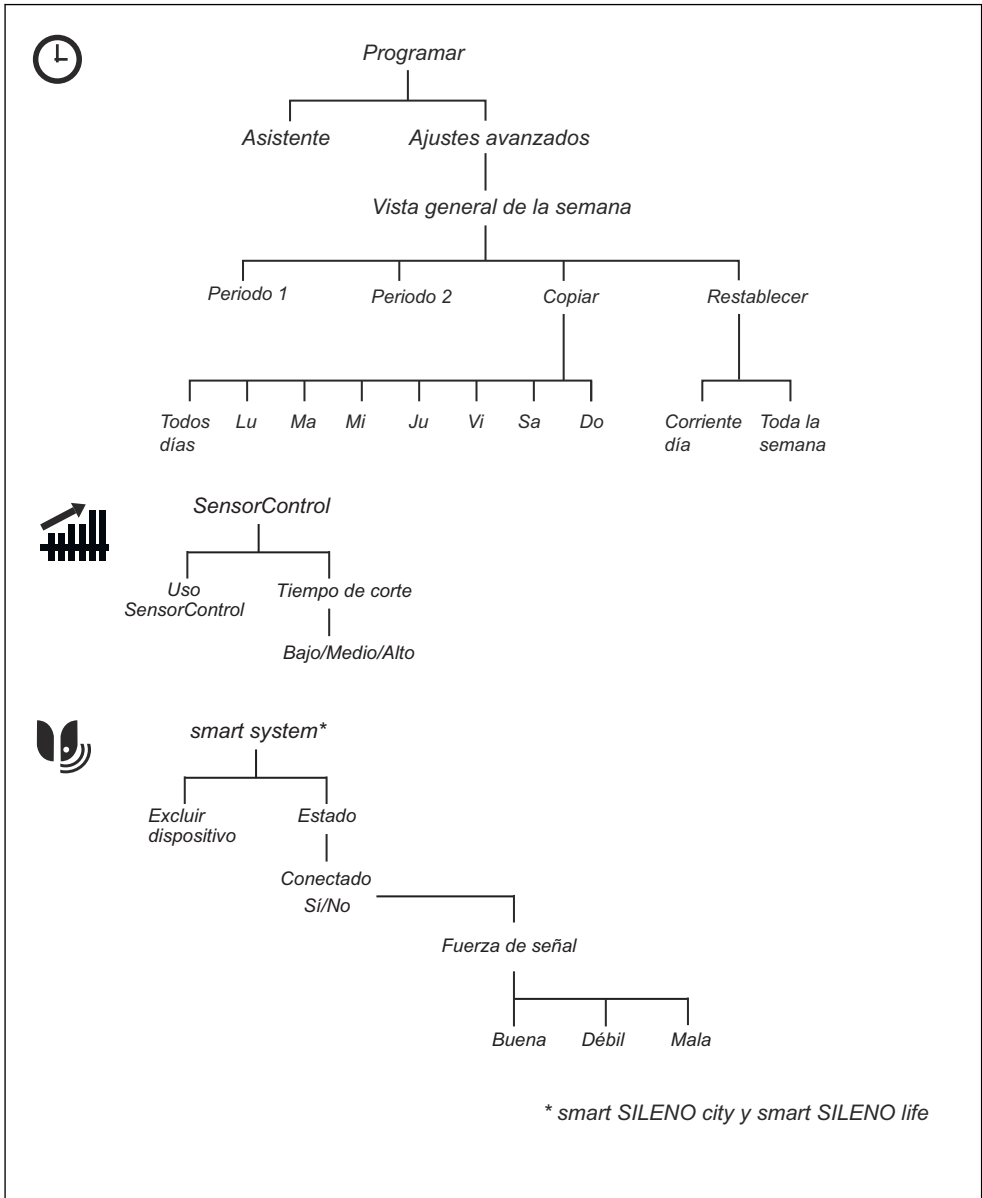 Programar
Asistente Ajustes avanzados
Vista general de la semana
Periodo 1 Periodo 2 Copiar Restablecer
Todos Lu Ma Mi Ju Vi Sa Do Corriente Toda la
días día semana
SensorControl
Uso Tiempo de corte
SensorControl
Bajo/Medio/Alto
smart system*
Excluir Estado
dispositivo
Conectado
Sí/No
Fuerza de señal
Buena Débil Mala
* smart SILENO city y smart SILENO life